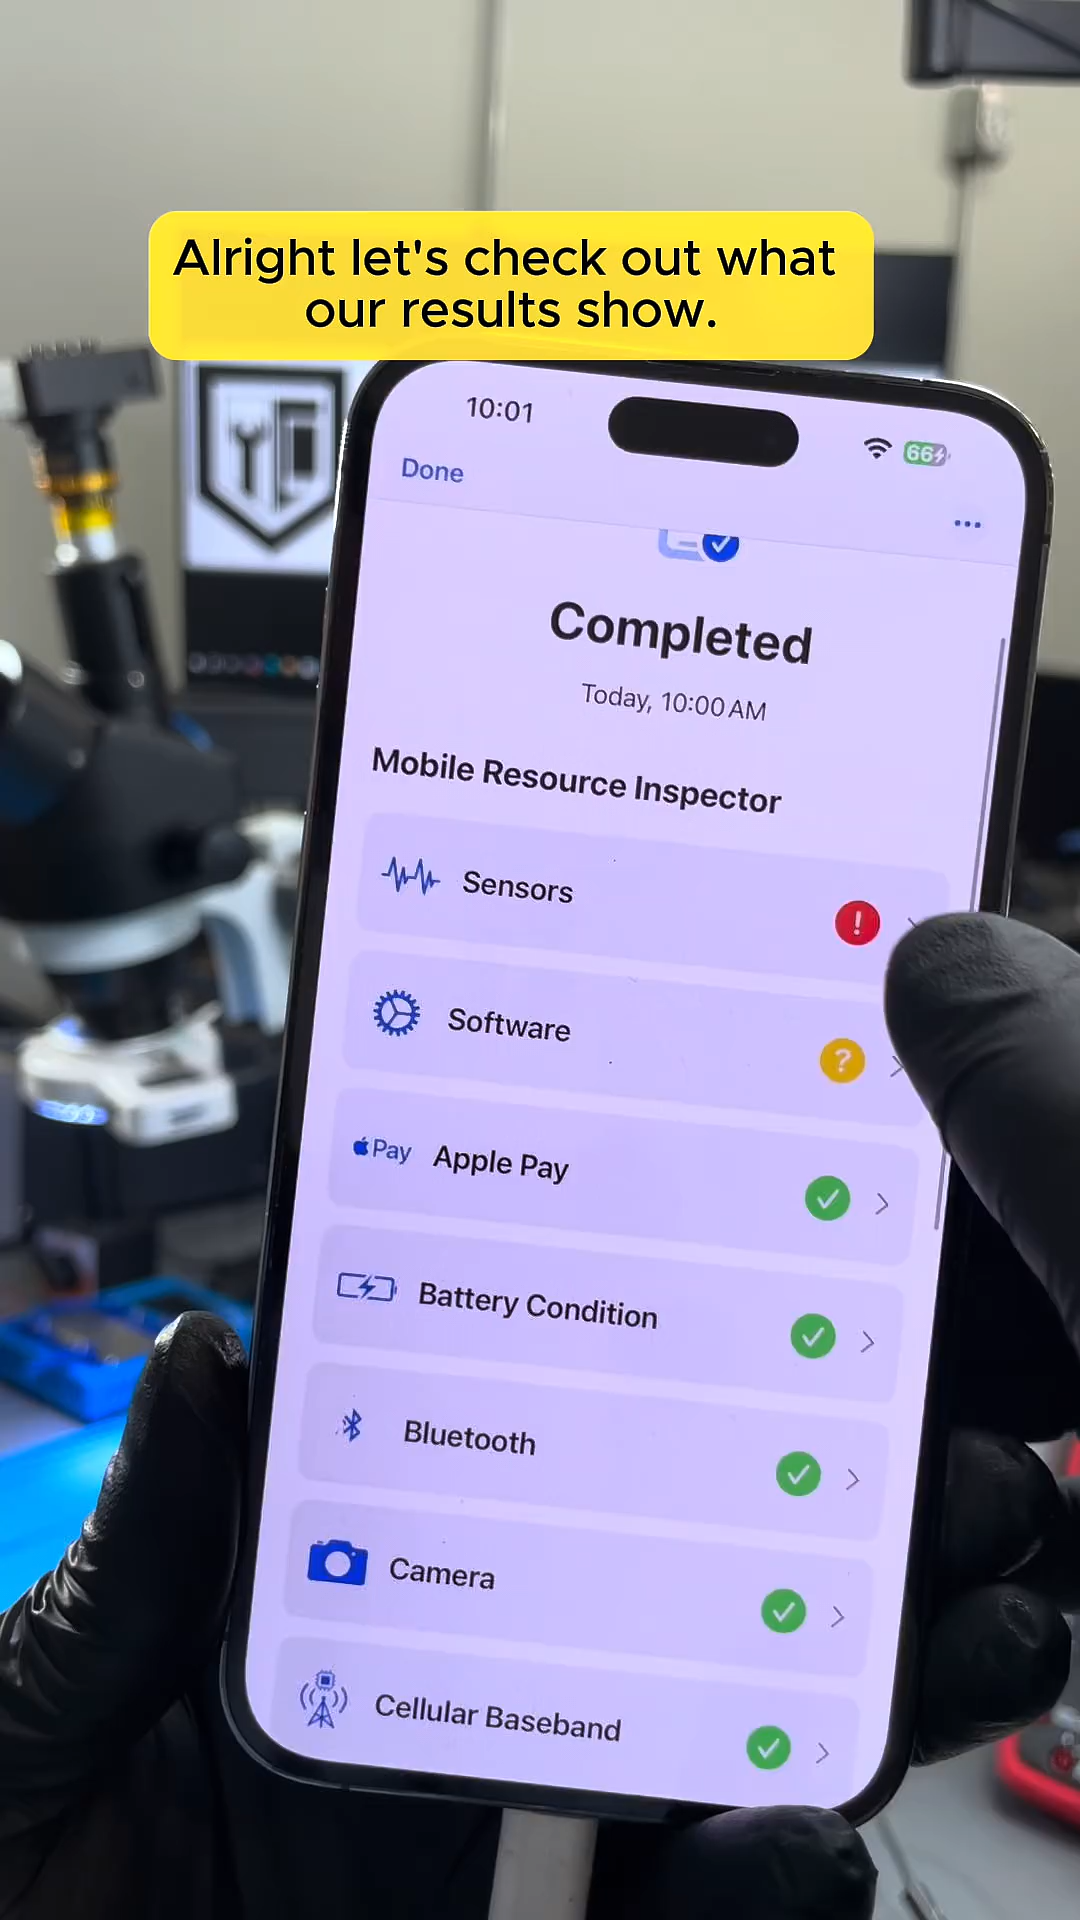 Alright let's check out what
our results show.
10:01
66
Done
Completed
Today, 10:00 AM
Mobile Resource Inspector
Sensors
Software
Pay Apple Pay
Battery Condition
Bluetooth
Camera
Cellular Baseband